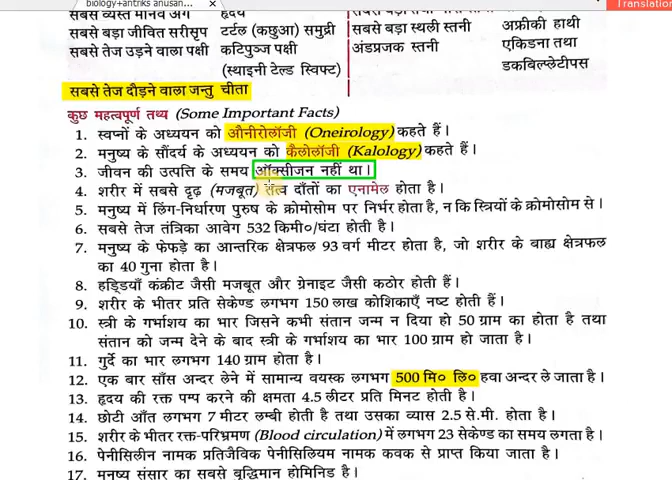 biology+antriks anusan...
Translation
सबसे व्यस्त मानव अंग हृदय
सबसे बड़ा जीवित सरीसृप टर्टल (कछुआ) समुद्री
सबसे तेज उड़ने वाला पक्षी कटिपुञ्ज पक्षी
(स्थाइनी टेल्ड स्विफ्ट)
सबसे बड़ा स्थली स्तनी अफ्रीकी हाथी
अंडप्रजक स्तनी एकिडना तथा
डकबिल्प्लेटीपस
सबसे तेज दौड़ने वाला जन्तु चीता
कुछ महत्वपूर्ण तथ्य (Some Important Facts)
1. स्वप्नों के अध्ययन को औनीरोलॉजी (Oneirology) कहते हैं।
2. मनुष्य के सौंदर्य के अध्ययन को कैलोलॉजी (Kalology) कहते हैं।
3. जीवन की उत्पत्ति के समय ऑक्सीजन नहीं था।
4. शरीर में सबसे दृढ़ (मजबूत) तत्व दाँतों का एनामेल होता है।
5. मनुष्य में लिंग-निर्धारण पुरुष के क्रोमोसोम पर निर्भर होता है, न कि स्त्रियों के क्रोमोसोम से।
6. सबसे तेज तंत्रिका आवेग 532 किमी०/घंटा होती है।
7. मनुष्य के फेफड़े का आन्तरिक क्षेत्रफल 93 वर्ग मीटर होता है, जो शरीर के बाह्य क्षेत्रफल
का 40 गुना होता है।
8. हड्डियाँ कंक्रीट जैसी मजबूत और ग्रेनाइट जैसी कठोर होती हैं।
9. शरीर के भीतर प्रति सेकेण्ड लगभग 150 लाख कोशिकाएँ नष्ट होती हैं।
10. स्त्री के गर्भाशय का भार जिसने कभी संतान जन्म न दिया हो 50 ग्राम का होता है तथा
संतान को जन्म देने के बाद स्त्री के गर्भाशय का भार 100 ग्राम हो जाता है।
11. गुर्दे का भार लगभग 140 ग्राम होता है।
12. एक बार साँस अन्दर लेने में सामान्य वयस्क लगभग 500 मि० लि० हवा अन्दर ले जाता है।
13. हृदय की रक्त पम्प करने की क्षमता 4.5 लीटर प्रति मिनट होती है।
14. छोटी आँत लगभग 7 मीटर लम्बी होती है तथा उसका व्यास 2.5 से.मी. होता है।
15. शरीर के भीतर रक्त-परिभ्रमण (Blood circulation) में लगभग 23 सेकेण्ड का समय लगता है।
16. पेनीसिलीन नामक प्रतिजैविक पेनिसिलियम नामक कवक से प्राप्त किया जाता है।
17. मनुष्य संसार का सबसे बुद्धिमान होमिनिड है।